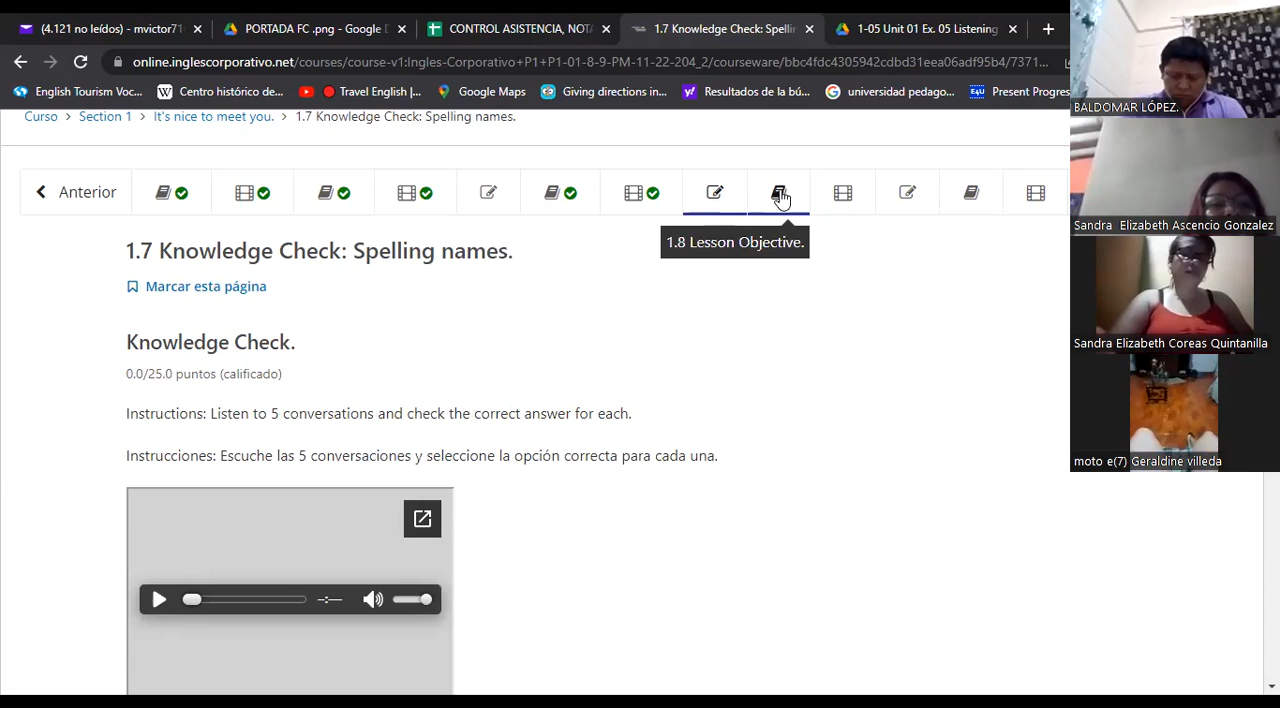 (4.121 no leídos) - mvictor71
PORTADA FC .png - Google D
CONTROL ASISTENCIA, NOTA
1.7 Knowledge Check: Spellin
1-05 Unit 01 Ex. 05 Listening
online.inglescorporativo.net/courses/course-v1:Ingles-Corporativo+P1+P1-01-8-9-PM-11-22-204_2/courseware/bbc4fdc4305942cdbd31eea06adf95b4/7371...
English Tourism Voc...
Centro histórico de...
Travel English |...
Google Maps
Giving directions in...
Resultados de la bú...
universidad pedago...
Present Progres
Curso > Section 1 > It's nice to meet you. > 1.7 Knowledge Check: Spelling names.
Anterior
1.8 Lesson Objective.
1.7 Knowledge Check: Spelling names.
Marcar esta página
Knowledge Check.
0.0/25.0 puntos (calificado)
Instructions: Listen to 5 conversations and check the correct answer for each.
Instrucciones: Escuche las 5 conversaciones y seleccione la opción correcta para cada una.
-:--
BALDOMAR LÓPEZ.
Sandra Elizabeth Ascencio Gonzalez
Sandra Elizabeth Coreas Quintanilla
moto e(7) Geraldine villeda